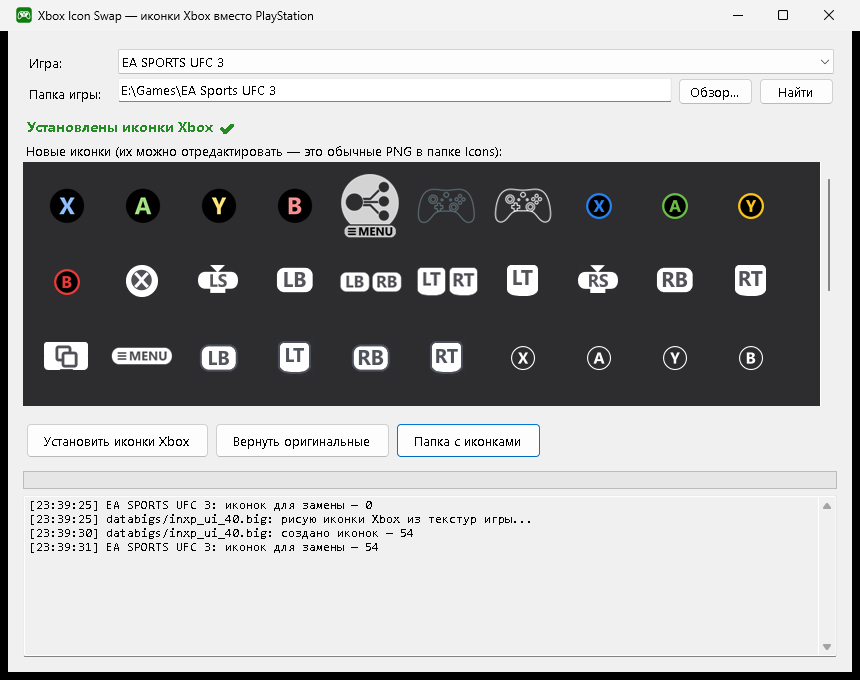 Xbox Icon Swap — иконки Xbox вместо PlayStation
Игра: EA SPORTS UFC 3
Папка игры: E:\Games\EA Sports UFC 3 Обзор... Найти
Установлены иконки Xbox ✔
Новые иконки (их можно отредактировать — это обычные PNG в папке Icons):
X A Y B MENU X A Y
B LS LB LB RB LT RT LT RS RB RT
MENU LB LT RB RT X A Y B
Установить иконки Xbox Вернуть оригинальные Папка с иконками
[23:39:25] EA SPORTS UFC 3: иконок для замены — 0
[23:39:25] databigs/inxp_ui_40.big: рисую иконки Xbox из текстур игры...
[23:39:30] databigs/inxp_ui_40.big: создано иконок — 54
[23:39:31] EA SPORTS UFC 3: иконок для замены — 54